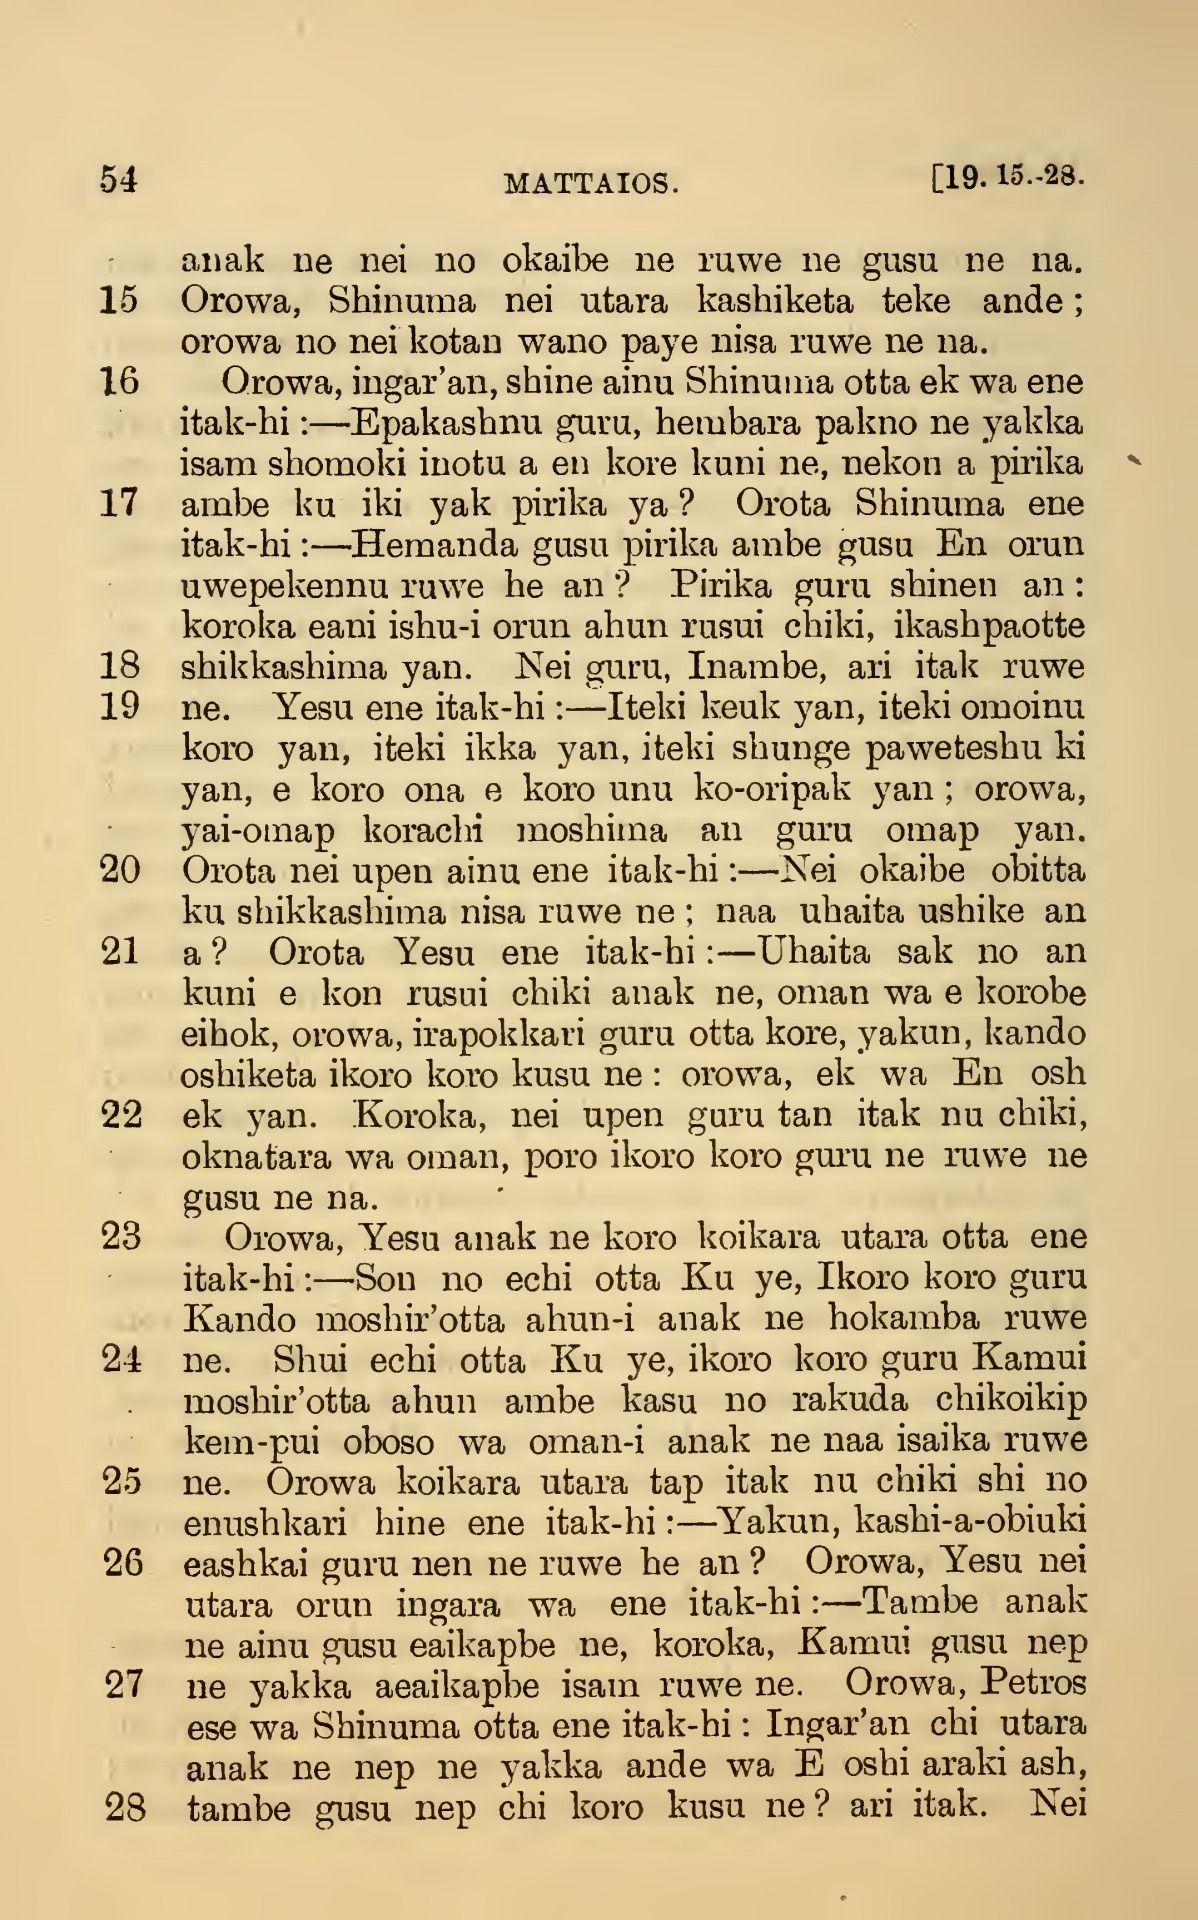 54 MATTAIOS. [19. 15.-28.
anak ne nei no okaibe ne ruwe ne gusu ne na.
15 Orowa, Shinuma nei utara kashiketa teke ande ;
orowa no nei kotan wano paye nisa ruwe ne na.
16 Orowa, ingar'an, shine ainu Shinuma otta ek wa ene
itak-hi :—Epakashnu guru, hembara pakno ne yakka
isam shomoki inotu a en kore kuni ne, nekon a pirika
17 ambe ku iki yak pirika ya ? Orota Shinuma ene
itak-hi :—Hemanda gusu pirika ambe gusu En orun
uwepekennu ruwe he an ? Pirika guru shinen an :
koroka eani ishu-i orun ahun rusui chiki, ikashpaotte
18 shikkashima yan. Nei guru, Inambe, ari itak ruwe
19 ne. Yesu ene itak-hi :—Iteki keuk yan, iteki omoinu
koro yan, iteki ikka yan, iteki shunge paweteshu ki
yan, e koro ona e koro unu ko-oripak yan ; orowa,
yai-omap korachi moshima an guru omap yan.
20 Orota nei upen ainu ene itak-hi :—Nei okaibe obitta
ku shikkashima nisa ruwe ne ; naa uhaita ushike an
21 a ? Orota Yesu ene itak-hi :—Uhaita sak no an
kuni e kon rusui chiki anak ne, oman wa e korobe
eihok, orowa, irapokkari guru otta kore, yakun, kando
oshiketa ikoro koro kusu ne : orowa, ek wa En osh
22 ek yan. Koroka, nei upen guru tan itak nu chiki,
oknatara wa oman, poro ikoro koro guru ne ruwe ne
gusu ne na.
23 Orowa, Yesu anak ne koro koikara utara otta ene
itak-hi :—Son no echi otta Ku ye, Ikoro koro guru
Kando moshir'otta ahun-i anak ne hokamba ruwe
24 ne. Shui echi otta Ku ye, ikoro koro guru Kamui
moshir'otta ahun ambe kasu no rakuda chikoikip
kem-pui oboso wa oman-i anak ne naa isaika ruwe
25 ne. Orowa koikara utara tap itak nu chiki shi no
enushkari hine ene itak-hi :—Yakun, kashi-a-obiuki
26 eashkai guru nen ne ruwe he an ? Orowa, Yesu nei
utara orun ingara wa ene itak-hi :—Tambe anak
ne ainu gusu eaikapbe ne, koroka, Kamui gusu nep
27 ne yakka aeaikapbe isam ruwe ne. Orowa, Petros
ese wa Shinuma otta ene itak-hi : Ingar'an chi utara
anak ne nep ne yakka ande wa E oshi araki ash,
28 tambe gusu nep chi koro kusu ne ? ari itak. Nei